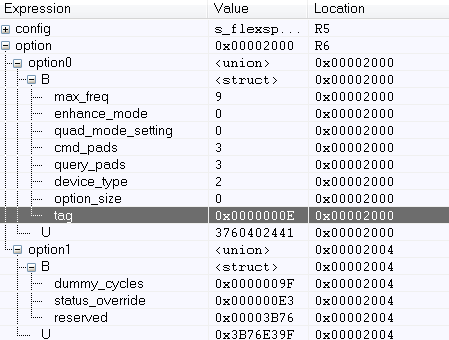 Expression Value Location
config s_flexsp... R5
option 0x00002000 R6
option0 <union> 0x00002000
B <struct> 0x00002000
max_freq 9 0x00002000
enhance_mode 0 0x00002000
quad_mode_setting 0 0x00002000
cmd_pads 3 0x00002000
query_pads 3 0x00002000
device_type 2 0x00002000
option_size 0 0x00002000
tag 0x0000000E 0x00002000
U 3760402441 0x00002000
option1 <union> 0x00002004
B <struct> 0x00002004
dummy_cycles 0x0000009F 0x00002004
status_override 0x000000E3 0x00002004
reserved 0x00003B76 0x00002004
U 0x3B76E39F 0x00002004